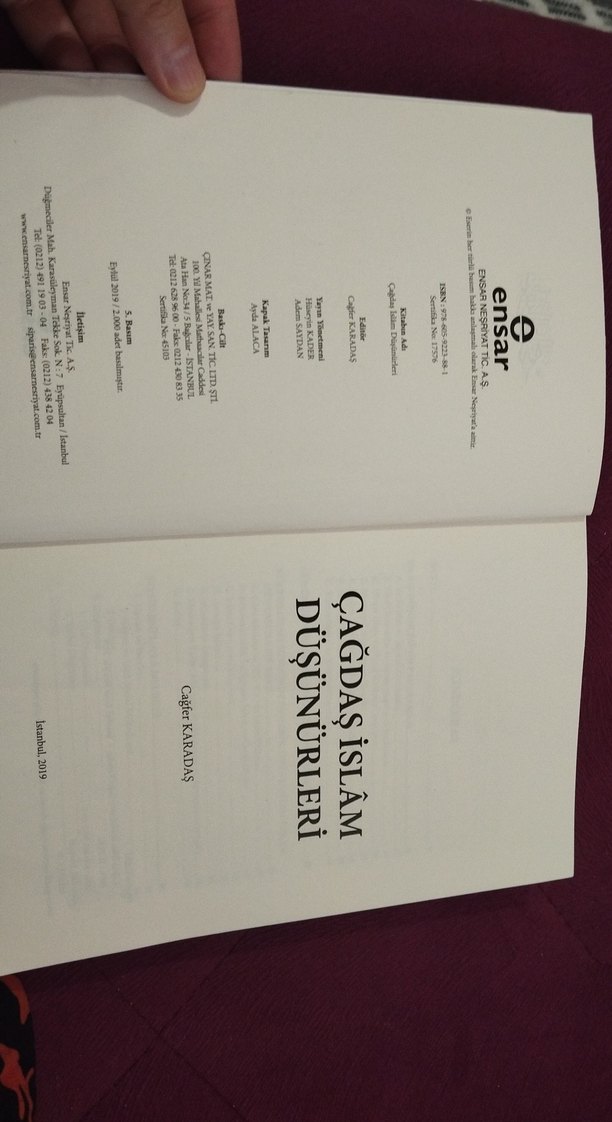 ensar
ENSAR NEŞRİYAT TİC. A.Ş.
© Eserin her türlü basım hakkı anlaşmalı olarak Ensar Neşriyat'a aittir.
ISBN : 978-605-9223-88-1
Sertifika No: 17576
Kitabın Adı
Çağdaş İslam Düşünürleri
Editör
Cağfer KARADAŞ
Yayın Yönetmeni
Hüseyin KADER
Adem SAYDAN
Kapak Tasarım
Ayda ALACA
Baskı-Cilt
ÇINAR MAT. ve YAY. SAN. TİC. LTD. ŞTİ.
100. Yıl Mahallesi Matbaacılar Caddesi
Ata Han No:34 / 5 Bağcılar - İSTANBUL
Tel: 0212 628 96 00 - Faks: 0212 430 83 35
Sertifika No: 45103
5. Basım
Eylül 2019 / 2.000 adet basılmıştır.
İletişim
Ensar Neşriyat Tic. A.Ş.
Düğmeciler Mah. Karasüleyman Tekke Sok. N : 7 Eyüpsultan / İstanbul
Tel: (0212) 491 19 03 - 04 Faks: (0212) 438 42 04
www.ensarnesriyat.com.tr siparis@ensarnesriyat.com.tr
ÇAĞDAŞ İSLÂM
DÜŞÜNÜRLERİ
Cağfer KARADAŞ
İstanbul, 2019